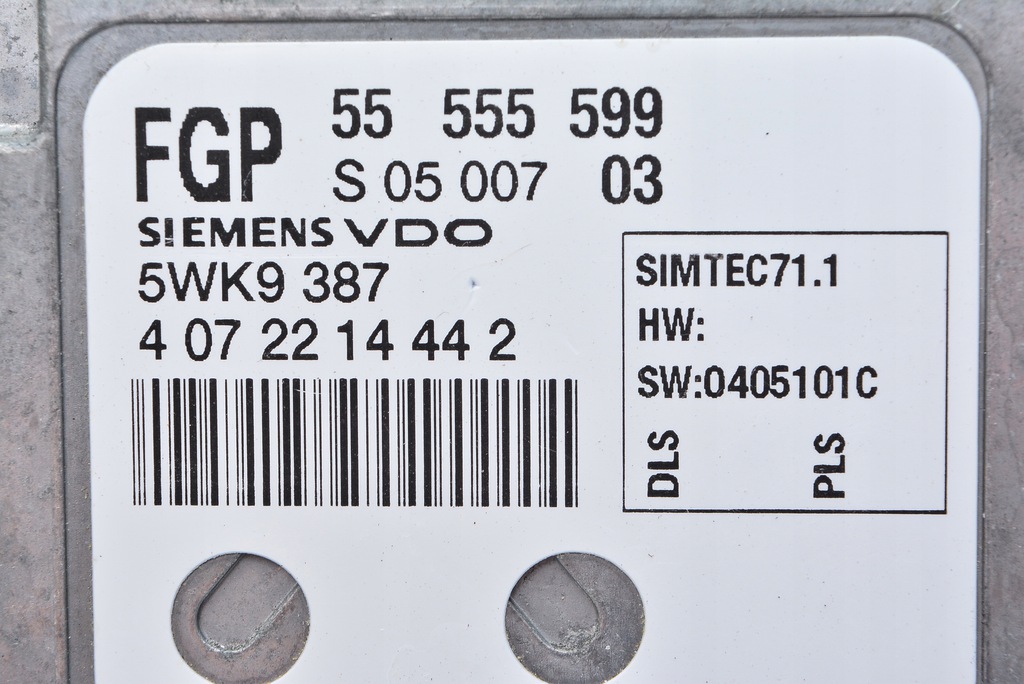 FGP 55 555 599
S 05 007 03
SIEMENS VDO
5WK9 387
4 07 22 14 44 2
SIMTEC71.1
HW:
SW:0405101C
DLS PLS